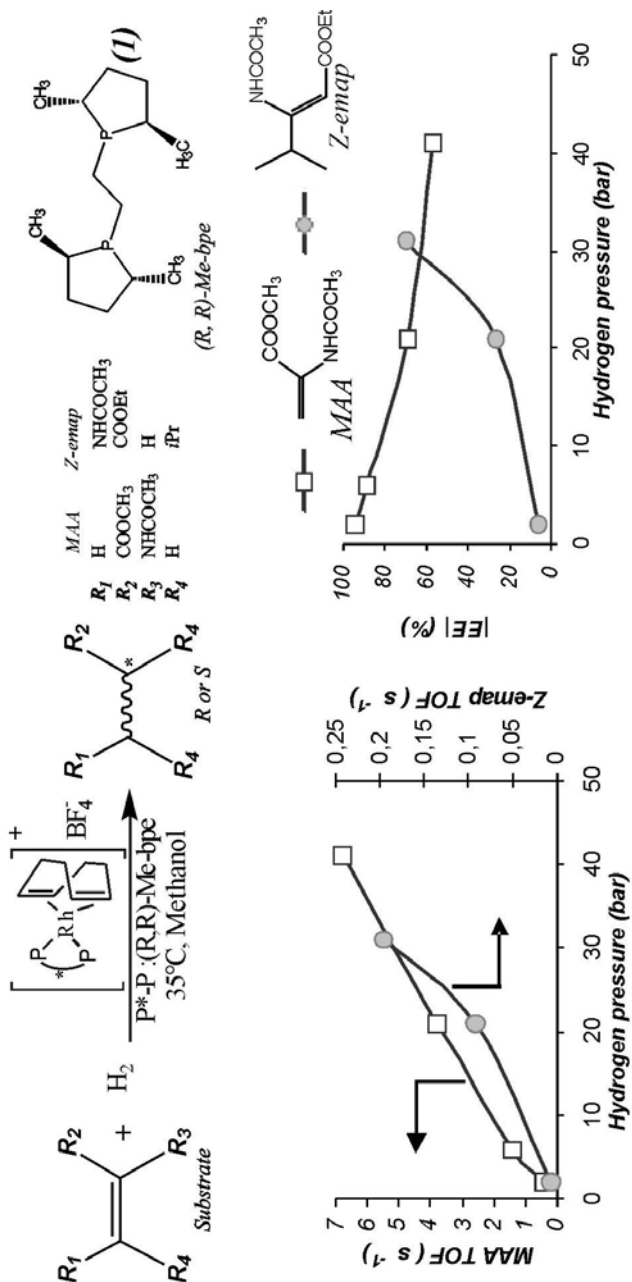 R1
R2
R4
R3
Substrate
+
H2
+
P
*
P
Rh
BF4-
P*-P :(R,R)-Me-bpe
35°C, Methanol
R1
R2
*
R4
R4
R or S
MAA Z-emap
R1 H NHCOCH3
R2 COOCH3 COOEt
R3 NHCOCH3 H
R4 H iPr
CH3
CH3
P
P
H3C
CH3
(1)
(R, R)-Me-bpe
COOCH3
NHCOCH3
MAA
NHCOCH3
COOEt
Z-emap
MAA TOF ( s -1 )
7
6
5
4
3
2
1
0
0 10 20 30 40 50
Hydrogen pressure (bar)
0,25
0,2
0,15
0,1
0,05
0
Z-emap TOF ( s -1 )
|EE| (%)
100
80
60
40
20
0
0 10 20 30 40 50
Hydrogen pressure (bar)